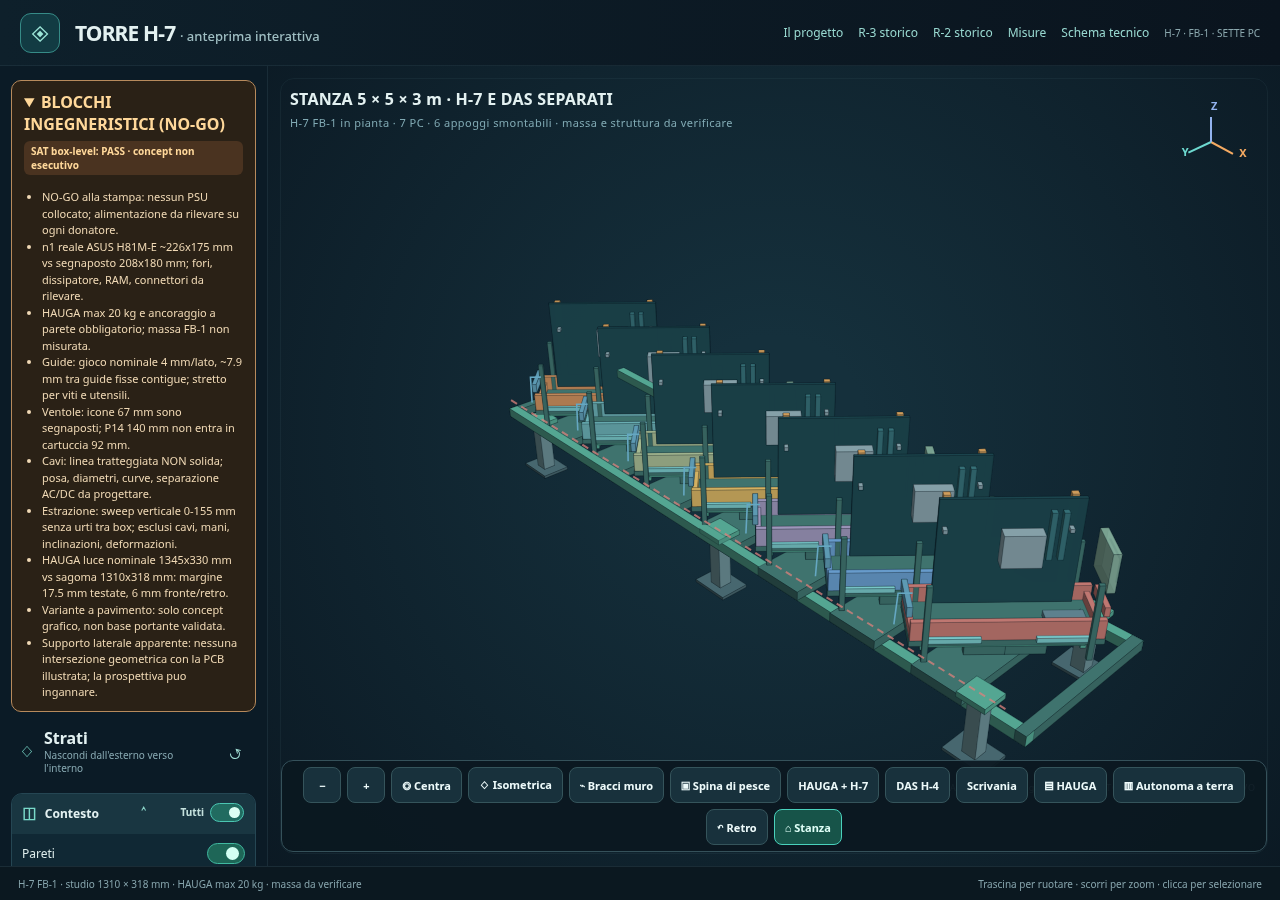 TORRE H-7 · anteprima interattiva
Il progetto R-3 storico R-2 storico Misure Schema tecnico H-7 · FB-1 · SETTE PC
▼ BLOCCHI
INGEGNERISTICI (NO-GO)
SAT box-level: PASS · concept non
esecutivo
• NO-GO alla stampa: nessun PSU
collocato; alimentazione da rilevare su
ogni donatore.
• n1 reale ASUS H81M-E ~226x175 mm
vs segnaposto 208x180 mm; fori,
dissipatore, RAM, connettori da
rilevare.
• HAUGA max 20 kg e ancoraggio a
parete obbligatorio; massa FB-1 non
misurata.
• Guide: gioco nominale 4 mm/lato, ~7.9
mm tra guide fisse contigue; stretto
per viti e utensili.
• Ventole: icone 67 mm sono
segnaposti; P14 140 mm non entra in
cartuccia 92 mm.
• Cavi: linea tratteggiata NON solida;
posa, diametri, curve, separazione
AC/DC da progettare.
• Estrazione: sweep verticale 0-155 mm
senza urti tra box; esclusi cavi, mani,
inclinazioni, deformazioni.
• HAUGA luce nominale 1345x330 mm
vs sagoma 1310x318 mm: margine
17.5 mm testate, 6 mm fronte/retro.
• Variante a pavimento: solo concept
grafico, non base portante validata.
• Supporto laterale apparente: nessuna
intersezione geometrica con la PCB
illustrata; la prospettiva puo
ingannare.
Strati
Nascondi dall'esterno verso
l'interno
Contesto Tutti
Pareti
STANZA 5 × 5 × 3 m · H-7 E DAS SEPARATI
H-7 FB-1 in pianta · 7 PC · 6 appoggi smontabili · massa e struttura da verificare
Z
Y
X
− + Centra Isometrica Bracci muro Spina di pesce HAUGA + H-7 DAS H-4 Scrivania HAUGA Autonoma a terra
Retro Stanza
H-7 FB-1 · studio 1310 × 318 mm · HAUGA max 20 kg · massa da verificare
Trascina per ruotare · scorri per zoom · clicca per selezionare